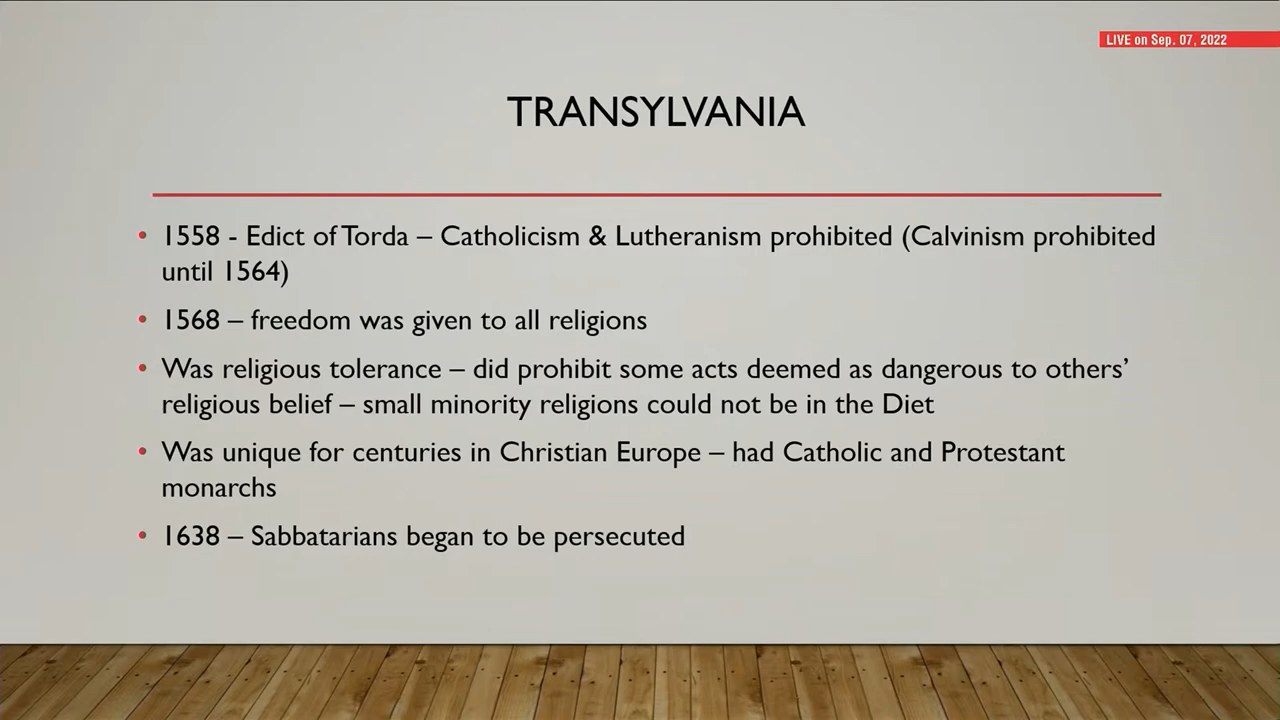 LIVE on Sep. 07, 2022
TRANSYLVANIA
• 1558 - Edict of Torda – Catholicism & Lutheranism prohibited (Calvinism prohibited
until 1564)
• 1568 – freedom was given to all religions
• Was religious tolerance – did prohibit some acts deemed as dangerous to others’
religious belief – small minority religions could not be in the Diet
• Was unique for centuries in Christian Europe – had Catholic and Protestant
monarchs
• 1638 – Sabbatarians began to be persecuted